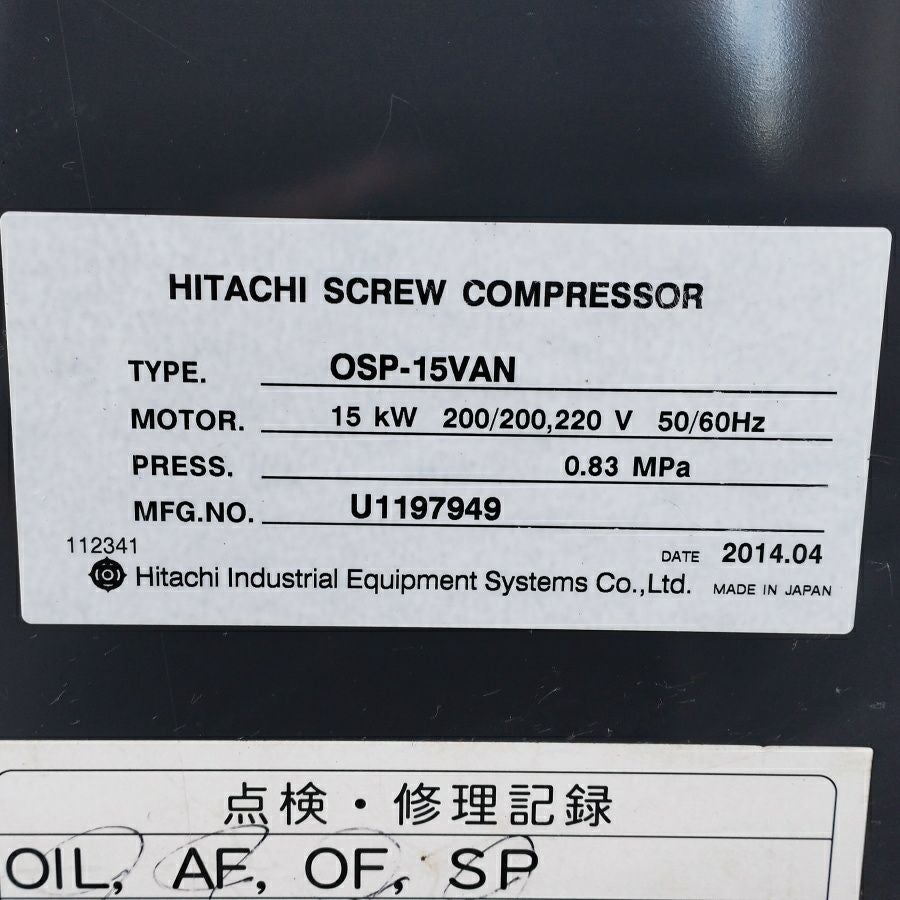 HITACHI SCREW COMPRESSOR
TYPE. OSP-15VAN
MOTOR. 15 kW 200/200,220 V 50/60Hz
PRESS. 0.83 MPa
MFG.NO. U1197949
112341
DATE 2014.04
Hitachi Industrial Equipment Systems Co.,Ltd. MADE IN JAPAN
点検・修理記録
OIL, AF, OF, SP